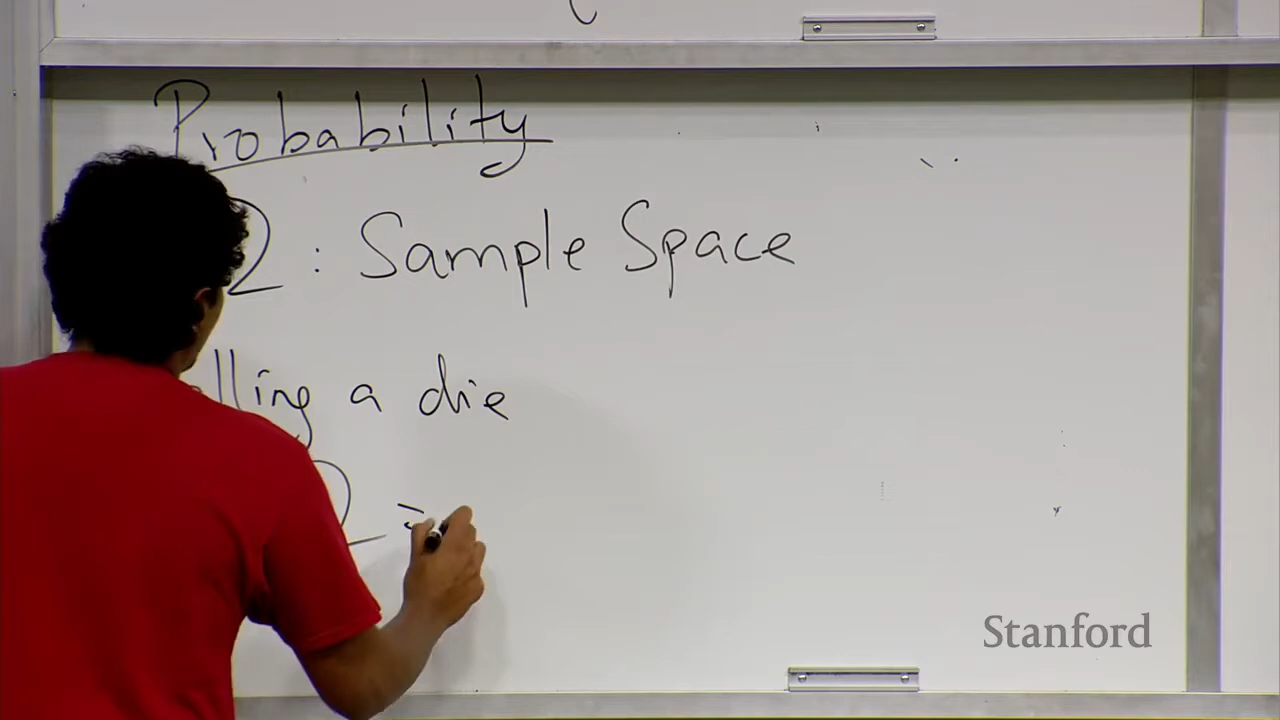 Probability
: Sample Space
lling a die
=
Stanford